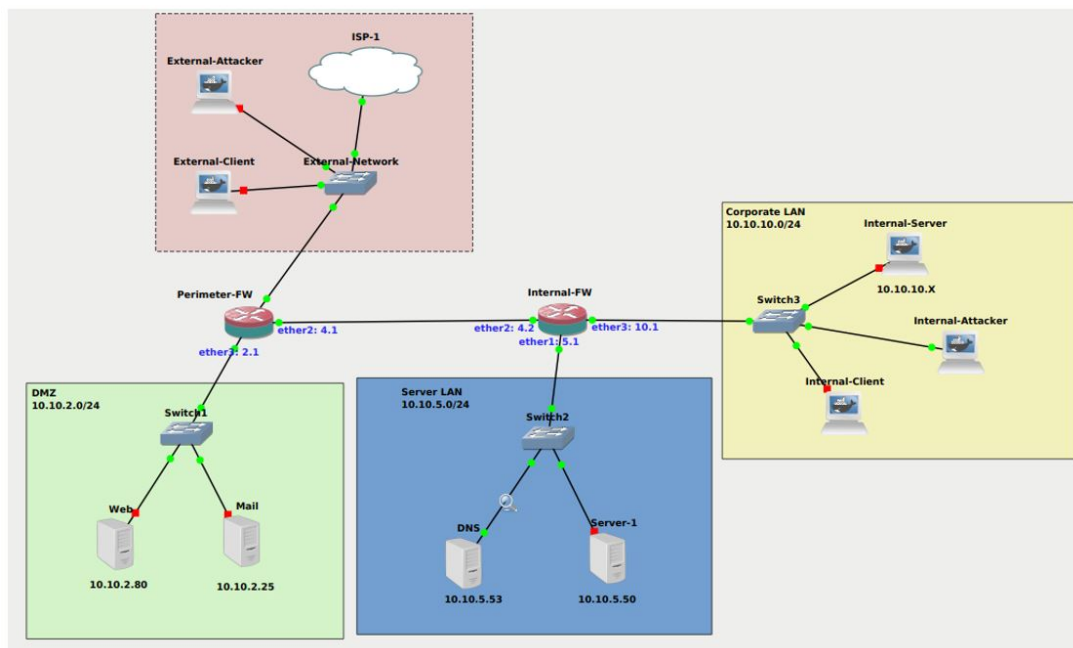 ISP-1
External-Attacker
External-Client
External-Network
Corporate LAN
10.10.10.0/24
Internal-Server
10.10.10.X
Switch3
Internal-Attacker
Internal-Client
Perimeter-FW
ether2: 4.1
ether3: 2.1
Internal-FW
ether2: 4.2
ether3: 10.1
ether1: 5.1
DMZ
10.10.2.0/24
Switch1
Web
Mail
10.10.2.80
10.10.2.25
Server LAN
10.10.5.0/24
Switch2
DNS
Server-1
10.10.5.53
10.10.5.50